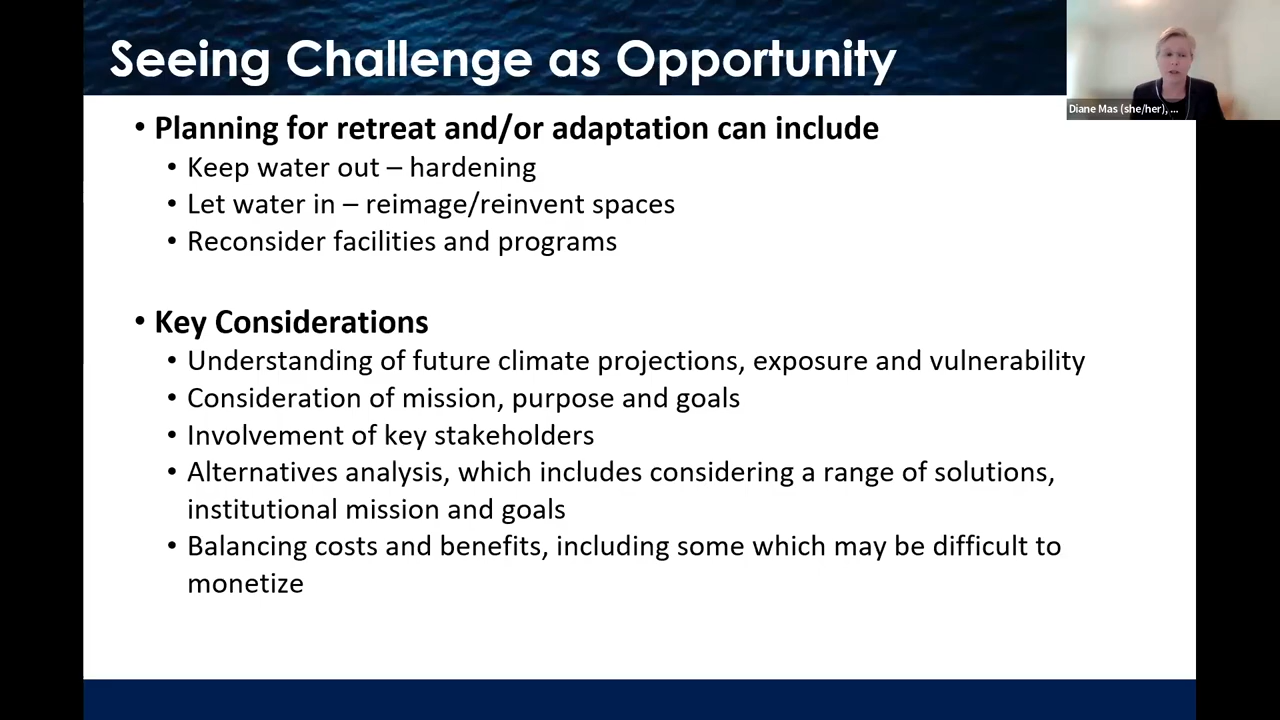 Seeing Challenge as Opportunity
Diane Mas (she/her), ...
• Planning for retreat and/or adaptation can include
• Keep water out – hardening
• Let water in – reimage/reinvent spaces
• Reconsider facilities and programs
• Key Considerations
• Understanding of future climate projections, exposure and vulnerability
• Consideration of mission, purpose and goals
• Involvement of key stakeholders
• Alternatives analysis, which includes considering a range of solutions,
institutional mission and goals
• Balancing costs and benefits, including some which may be difficult to
monetize